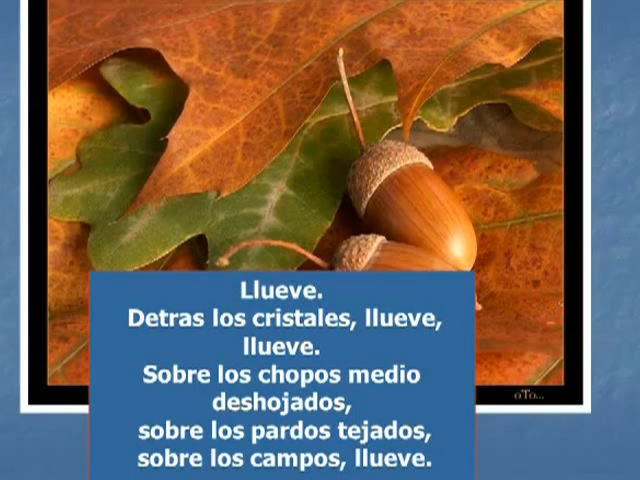 Llueve.
Detras los cristales, llueve,
llueve.
Sobre los chopos medio
deshojados,
sobre los pardos tejados,
sobre los campos, llueve.
oTo...